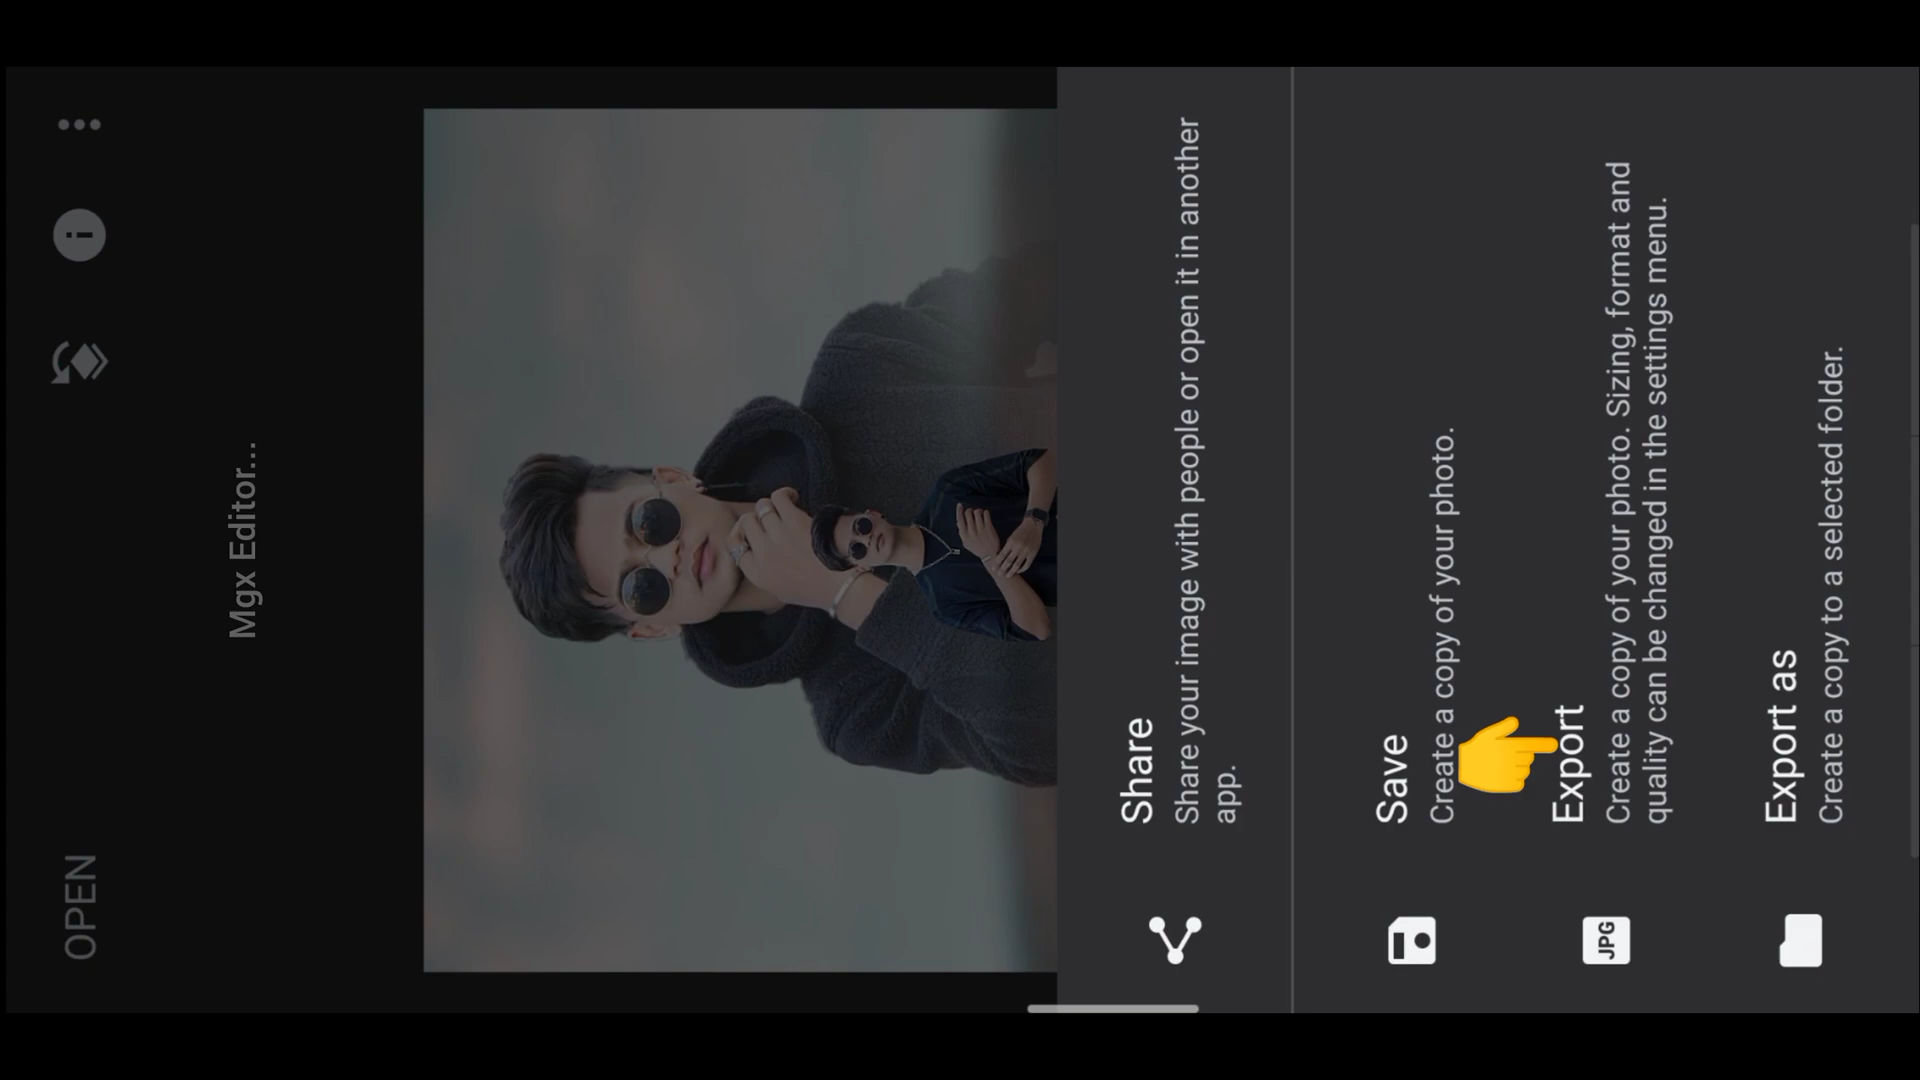 OPEN
Mgx Editor...
Share
Share your image with people or open it in another
app.
Save
Create a copy of your photo.
Export
Create a copy of your photo. Sizing, format and
quality can be changed in the settings menu.
Export as
Create a copy to a selected folder.
JPG